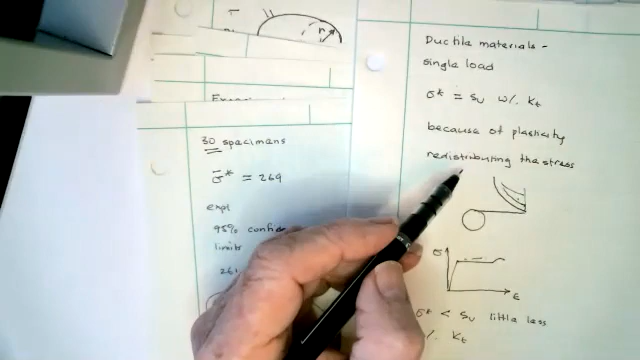 r
30 specimens
σ̄* = 269
expt
95% confid
limits
Ductile materials -
single load
σ* = Su w/. Kt
because of plasticity
redistributing the stress
σ
ε
σ* < Su little less
/. Kt